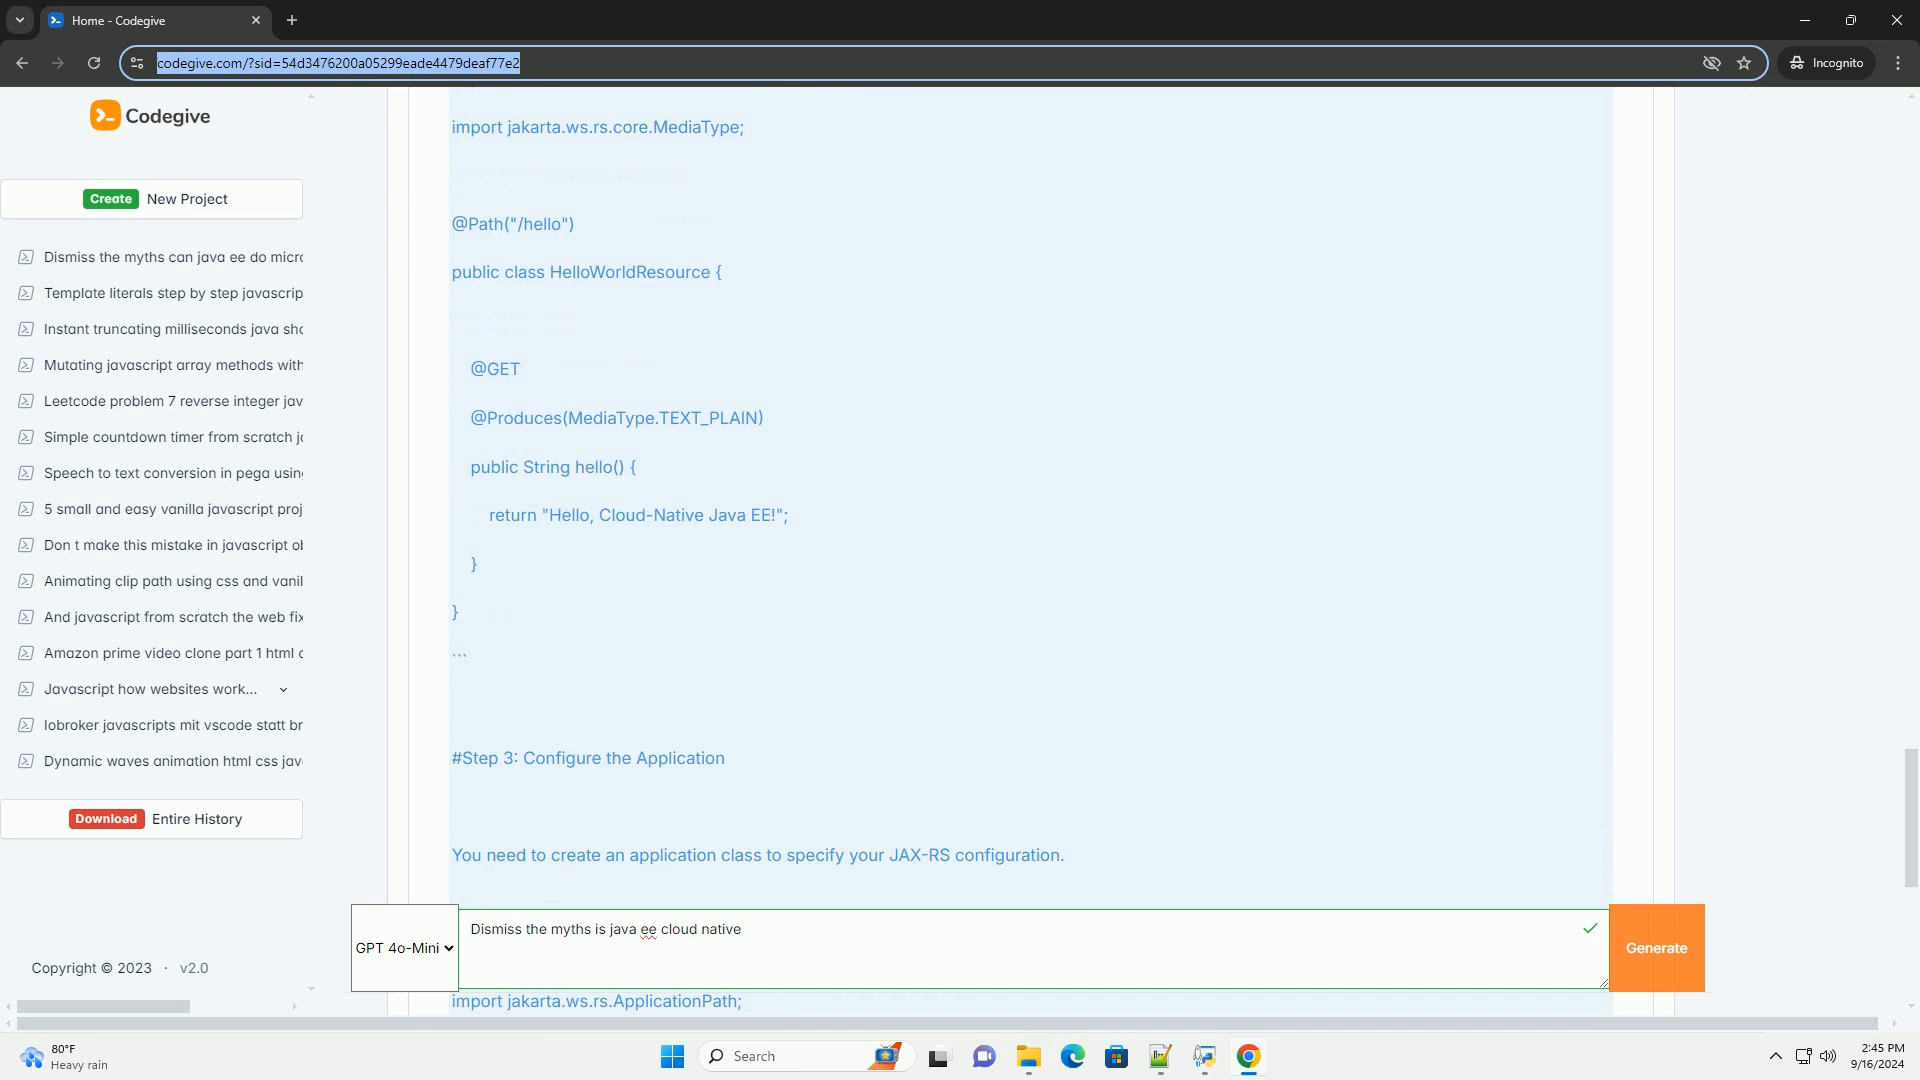 Home - Codegive
codegive.com/?sid=54d3476200a05299eade4479deaf77e2
Incognito
Codegive
Create New Project
Dismiss the myths can java ee do micro
Template literals step by step javascrip
Instant truncating milliseconds java sho
Mutating javascript array methods with
Leetcode problem 7 reverse integer jav
Simple countdown timer from scratch ja
Speech to text conversion in pega using
5 small and easy vanilla javascript proj
Don t make this mistake in javascript ob
Animating clip path using css and vanil
And javascript from scratch the web fix
Amazon prime video clone part 1 html c
Javascript how websites work...
Iobroker javascripts mit vscode statt br
Dynamic waves animation html css java
Download Entire History
Copyright © 2023 · v2.0
import jakarta.ws.rs.core.MediaType;
@Path("/hello")
public class HelloWorldResource {
@GET
@Produces(MediaType.TEXT_PLAIN)
public String hello() {
return "Hello, Cloud-Native Java EE!";
}
}
```
#Step 3: Configure the Application
You need to create an application class to specify your JAX-RS configuration.
GPT 4o-Mini
Dismiss the myths is java ee cloud native
Generate
import jakarta.ws.rs.ApplicationPath;
80°F
Heavy rain
Search
2:45 PM
9/16/2024